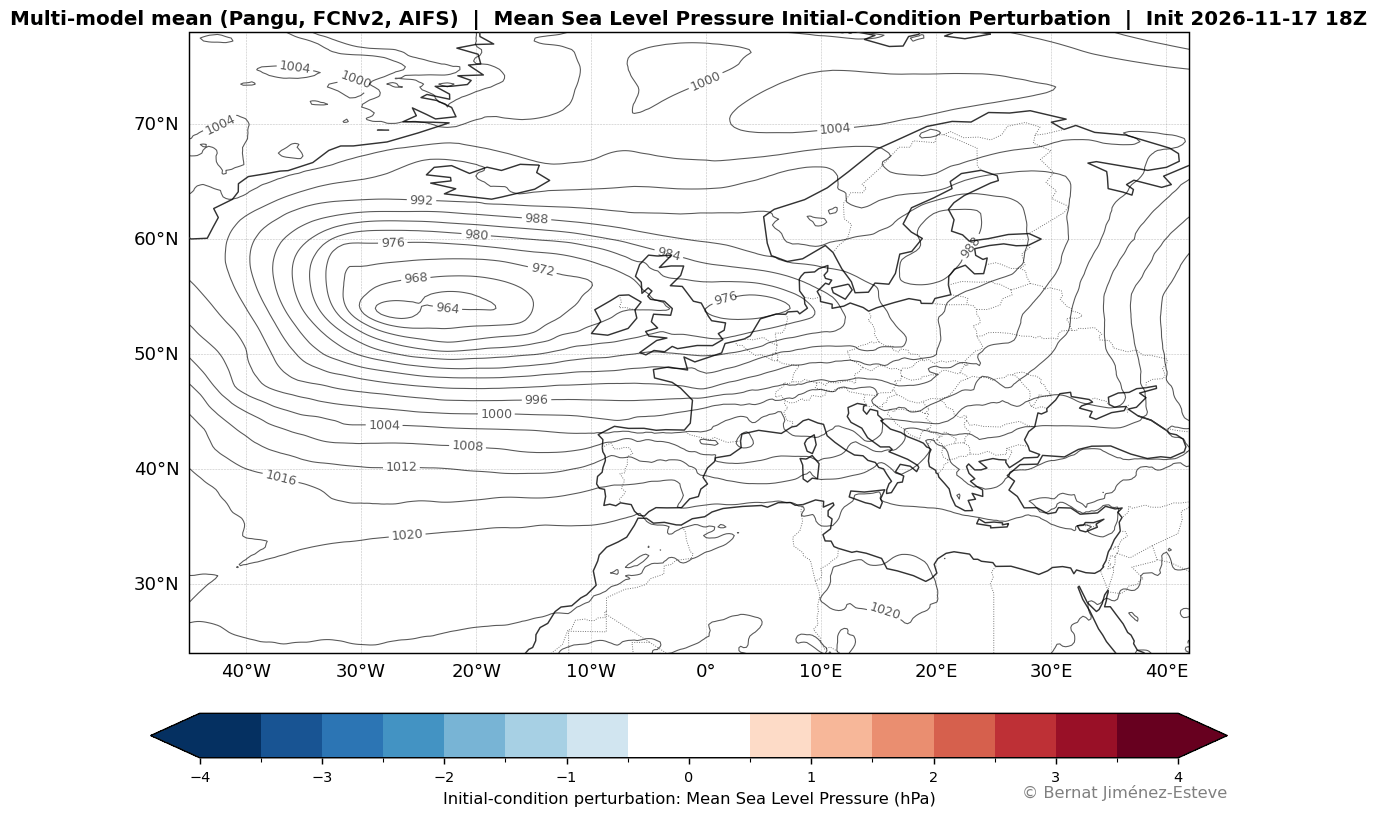 Multi-model mean (Pangu, FCNv2, AIFS) | Mean Sea Level Pressure Initial-Condition Perturbation | Init 2026-11-17 18Z
1004
1000
1000
1004
1004
70°N
992
988
980
976
984
988
60°N
972
968
964
976
50°N
996
1000
1004
1008
1012
1016
40°N
1020
30°N
1020
40°W 30°W 20°W 10°W 0° 10°E 20°E 30°E 40°E
−4 −3 −2 −1 0 1 2 3 4
Initial-condition perturbation: Mean Sea Level Pressure (hPa)
© Bernat Jiménez-Esteve